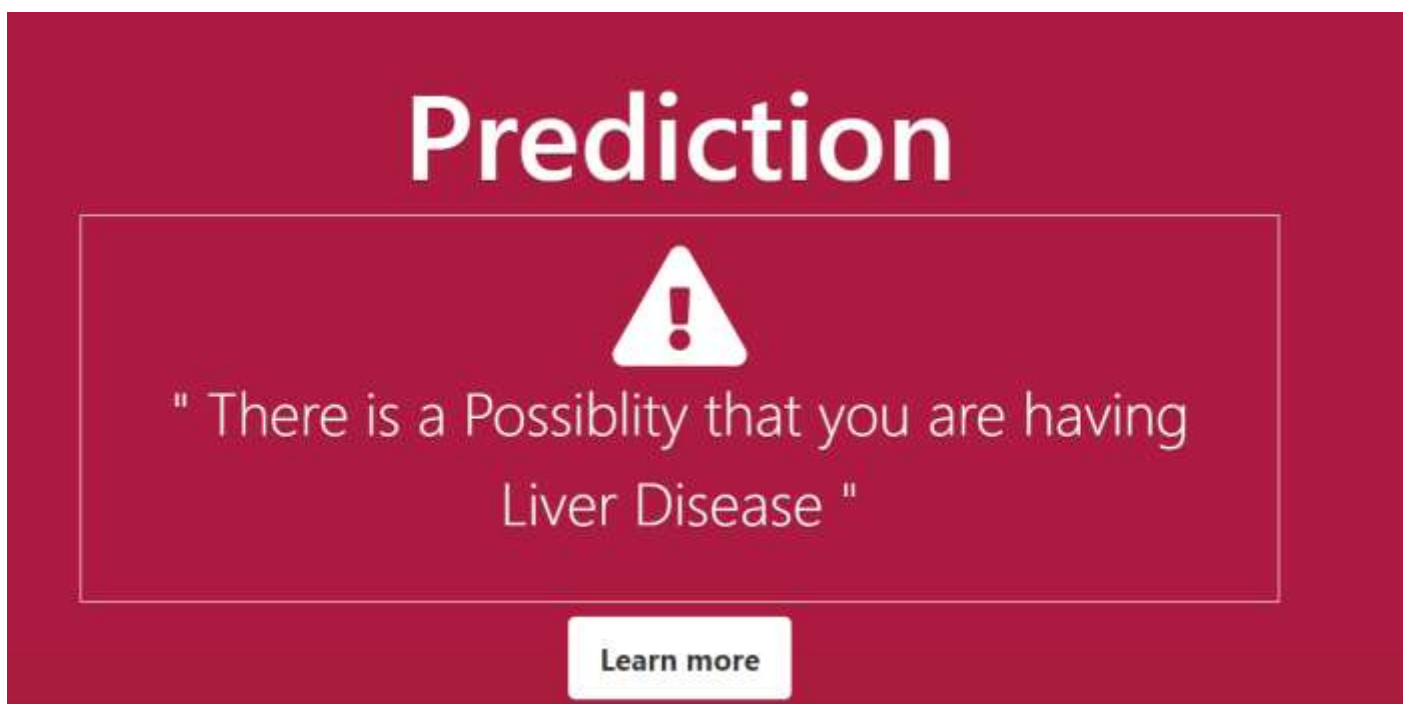 Prediction
" There is a Possiblity that you are having
Liver Disease "
Learn more